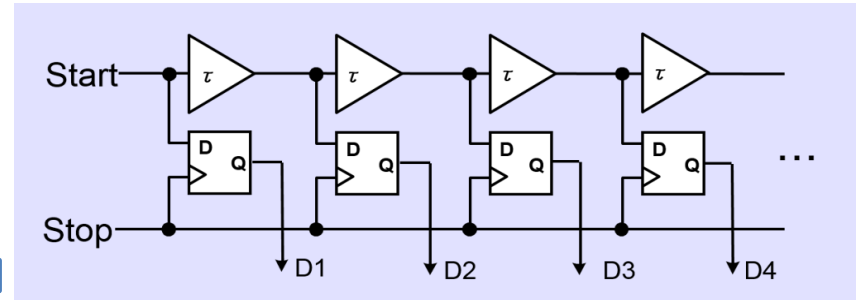 Start τ τ τ τ
D Q D Q D Q D Q ...
Stop
D1 D2 D3 D4